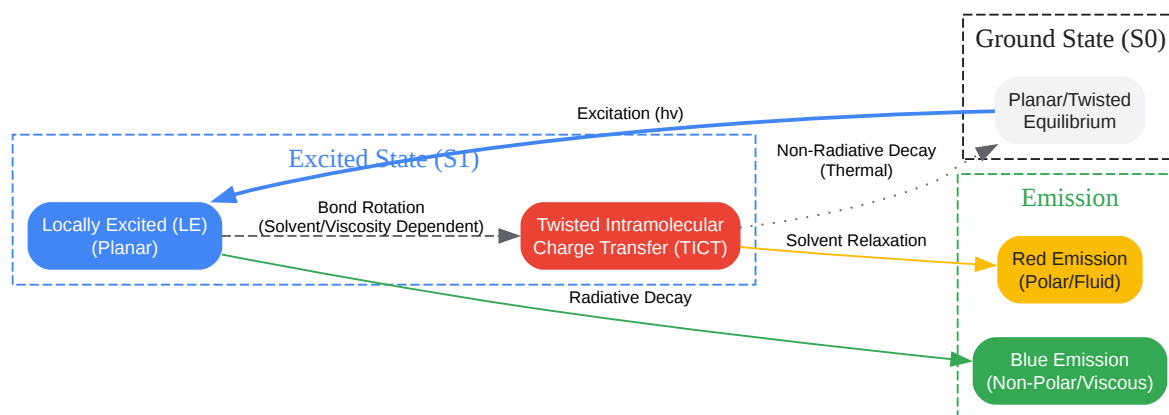 Ground State (S0)
Planar/Twisted
Equilibrium
Excitation (hv)
Excited State (S1)
Non-Radiative Decay
(Thermal)
Locally Excited (LE)
(Planar)
Bond Rotation
(Solvent/Viscosity Dependent)
Twisted Intramolecular
Charge Transfer (TICT)
Emission
Solvent Relaxation
Red Emission
(Polar/Fluid)
Radiative Decay
Blue Emission
(Non-Polar/Viscous)